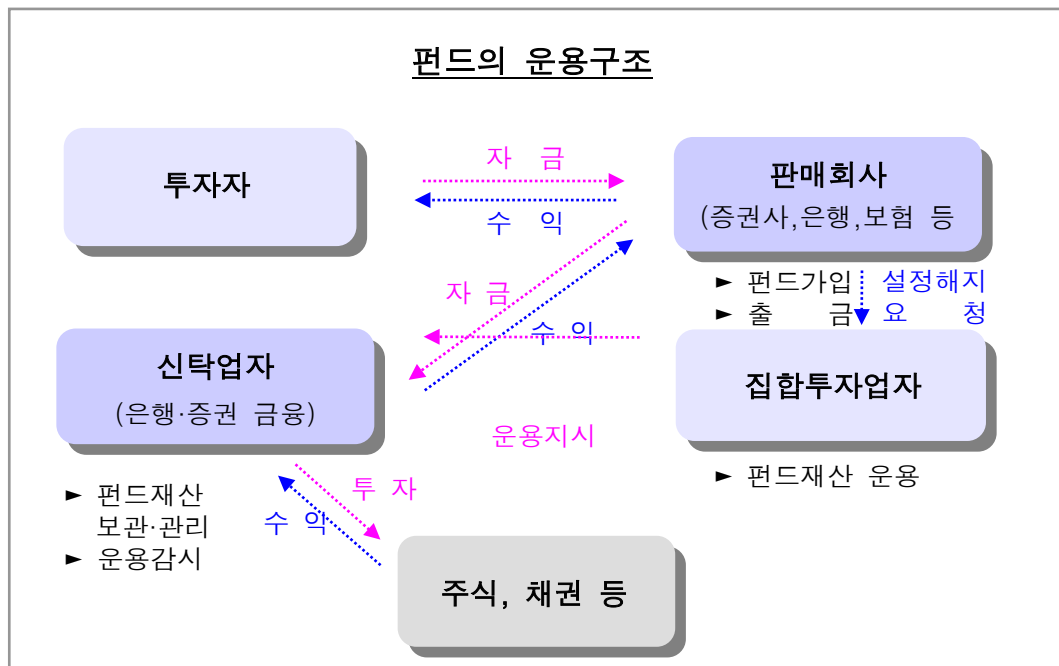 펀드의 운용구조
자 금
투자자
판매회사
(증권사,은행,보험 등
수 익
► 펀드가입
설정해지
► 출 금
요 청
자 금
수 익
신탁업자
(은행·증권 금융)
집합투자업자
운용지시
► 펀드재산 운용
► 펀드재산
보관·관리
► 운용감시
투 자
수 익
주식, 채권 등